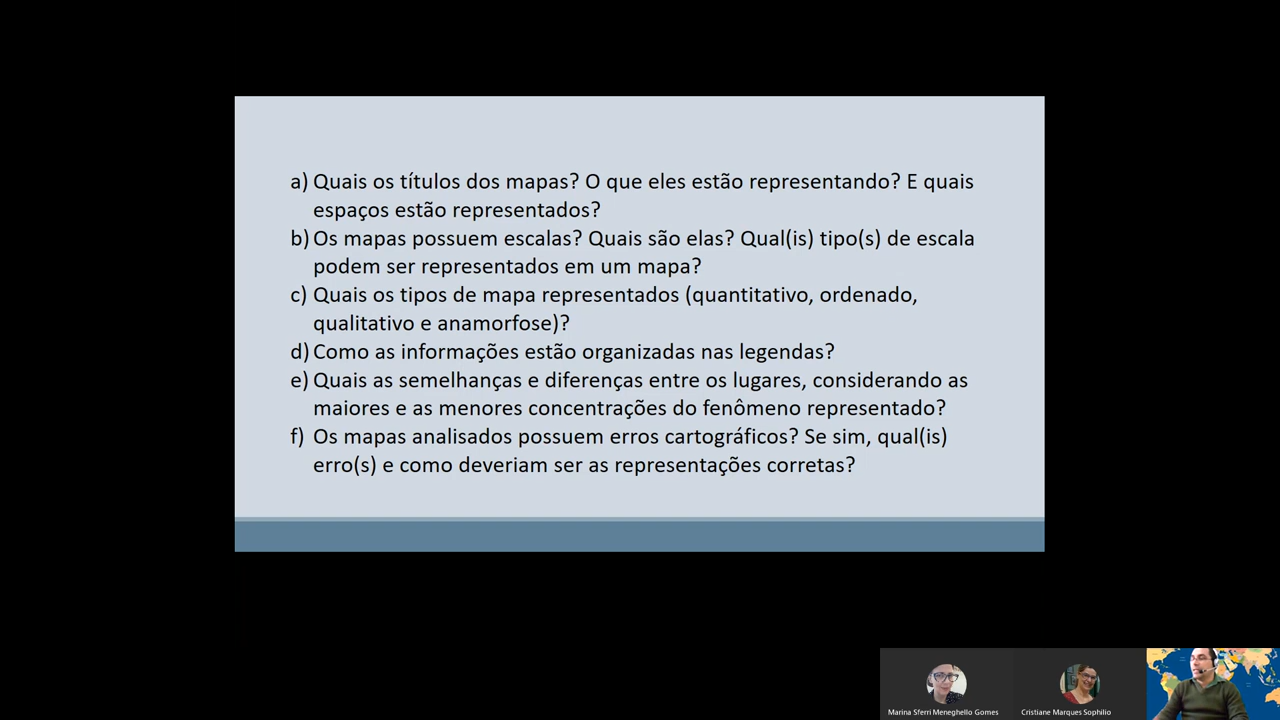 a) Quais os títulos dos mapas? O que eles estão representando? E quais
espaços estão representados?
b) Os mapas possuem escalas? Quais são elas? Qual(is) tipo(s) de escala
podem ser representados em um mapa?
c) Quais os tipos de mapa representados (quantitativo, ordenado,
qualitativo e anamorfose)?
d) Como as informações estão organizadas nas legendas?
e) Quais as semelhanças e diferenças entre os lugares, considerando as
maiores e as menores concentrações do fenômeno representado?
f) Os mapas analisados possuem erros cartográficos? Se sim, qual(is)
erro(s) e como deveriam ser as representações corretas?
Marina Sferri Meneghello Gomes
Cristiane Marques Sophilio